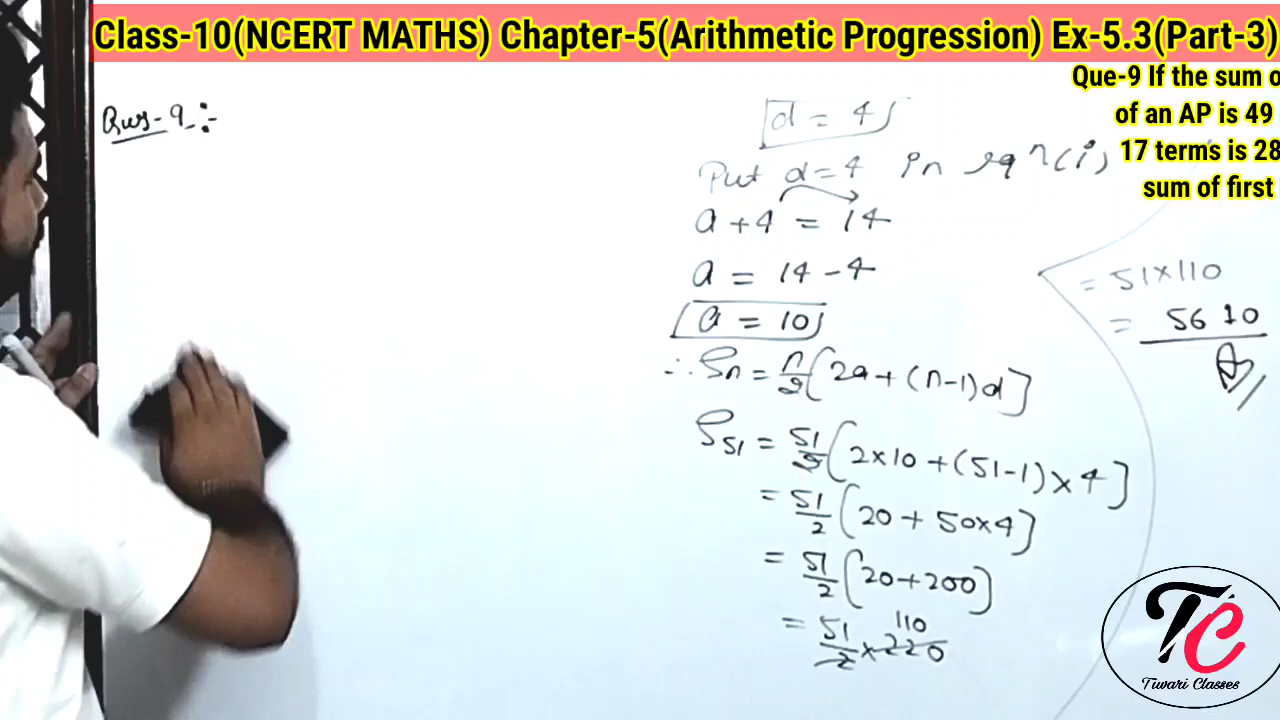 Class-10(NCERT MATHS) Chapter-5(Arithmetic Progression) Ex-5.3(Part-3)
Que-9 If the sum o
of an AP is 49
17 terms is 28
sum of first
Que-9 :-
d = 4
Put d=4 in eqn(i)
a + 4 = 14
a = 14 - 4
a = 10
∴ Sn = n/2 [2a + (n-1)d]
S51 = 51/2 [2×10 + (51-1) × 4]
= 51/2 [20 + 50×4]
= 51/2 [20+200]
= 51/2 × 220 110
= 51×110
= 5610
TC
Tiwari Classes